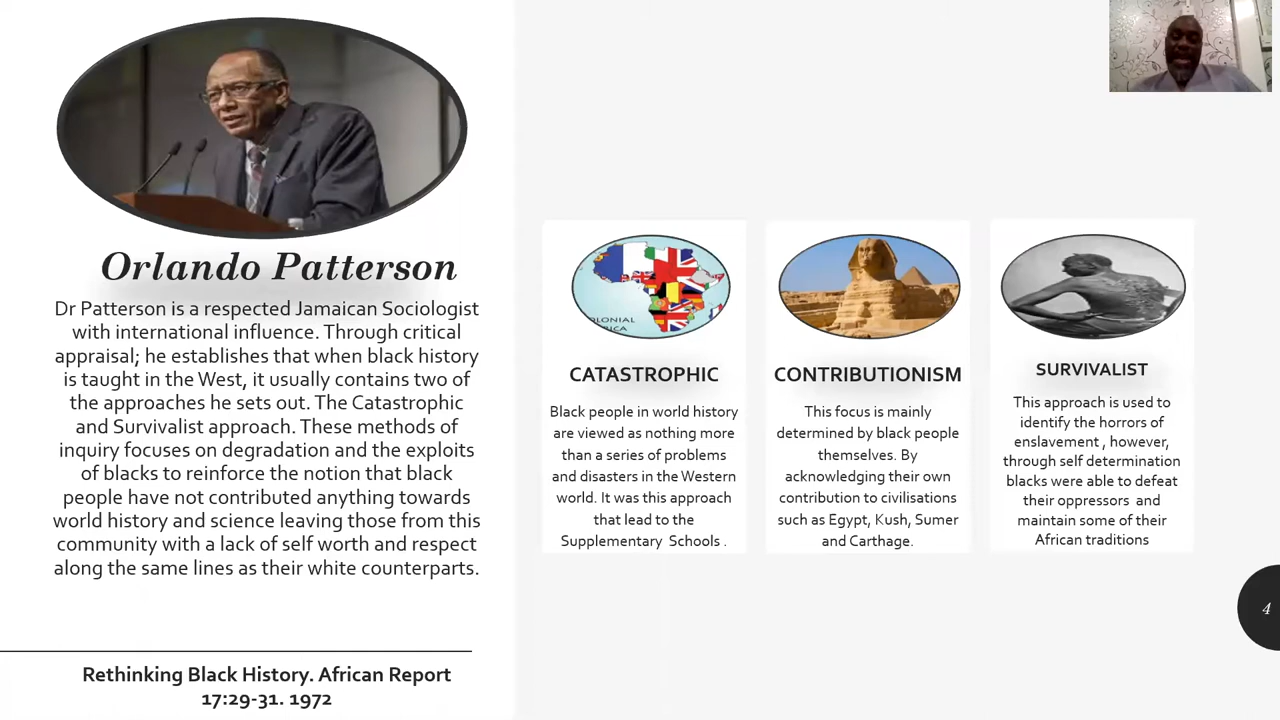 Orlando Patterson
Dr Patterson is a respected Jamaican Sociologist
with international influence. Through critical
appraisal; he establishes that when black history
is taught in the West, it usually contains two of
the approaches he sets out. The Catastrophic
and Survivalist approach. These methods of
inquiry focuses on degradation and the exploits
of blacks to reinforce the notion that black
people have not contributed anything towards
world history and science leaving those from this
community with a lack of self worth and respect
along the same lines as their white counterparts.
Rethinking Black History. African Report
17:29-31. 1972
OLONIAL
ICA
CATASTROPHIC
Black people in world history
are viewed as nothing more
than a series of problems
and disasters in the Western
world. It was this approach
that lead to the
Supplementary Schools .
CONTRIBUTIONISM
This focus is mainly
determined by black people
themselves. By
acknowledging their own
contribution to civilisations
such as Egypt, Kush, Sumer
and Carthage.
SURVIVALIST
This approach is used to
identify the horrors of
enslavement , however,
through self determination
blacks were able to defeat
their oppressors and
maintain some of their
African traditions
4